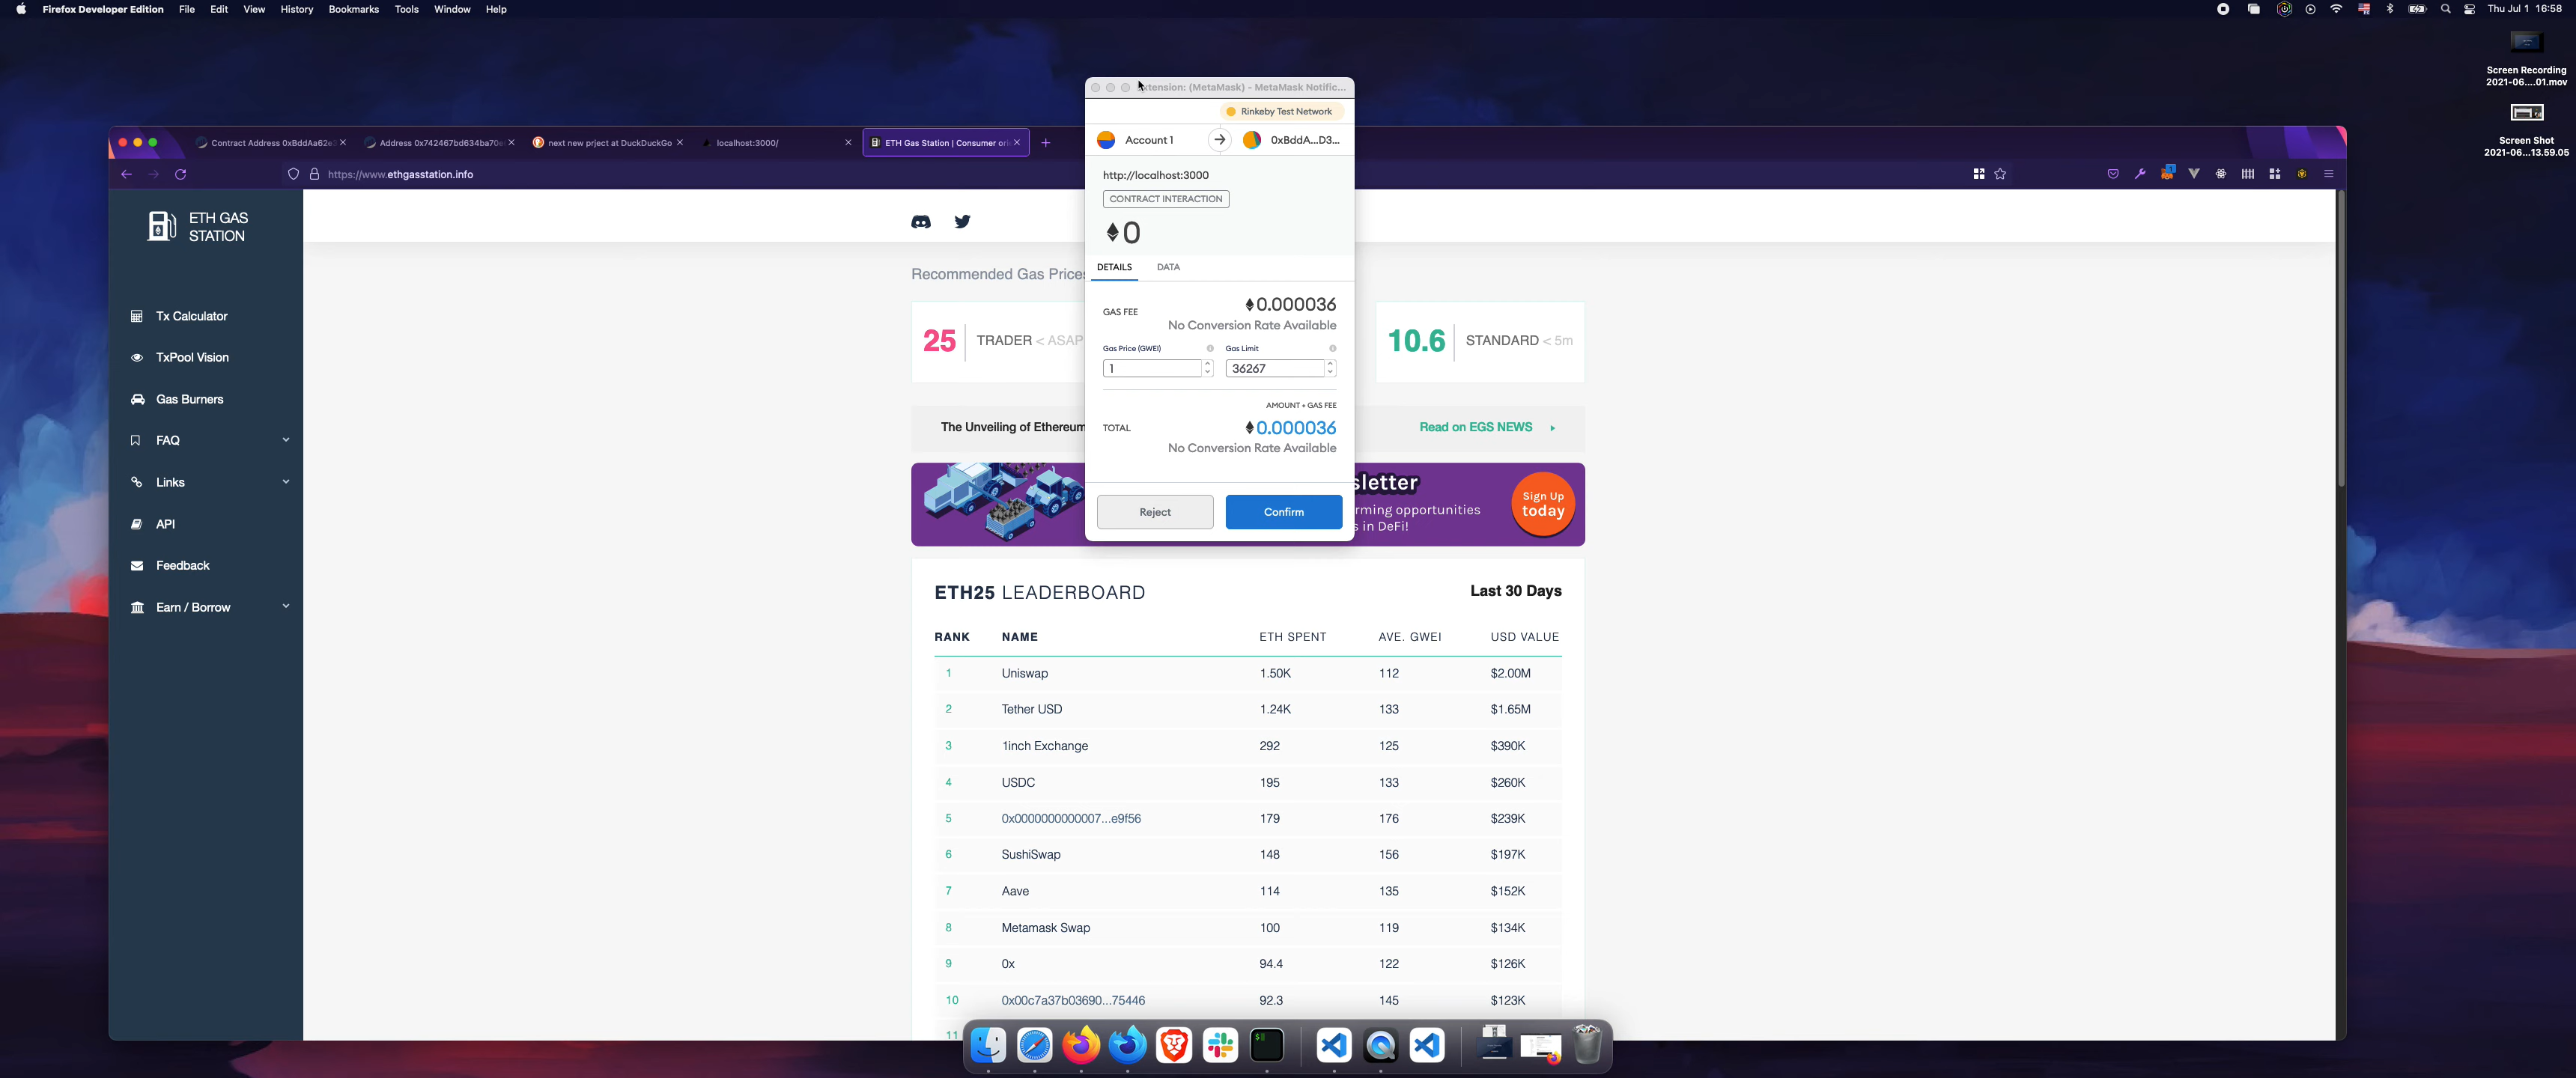 Firefox Developer Edition File Edit View History Bookmarks Tools Window Help
Thu Jul 1 16:58
Screen Recording
2021-06....01.mov
Screen Shot
2021-06...13.59.05
Contract Address 0xBddAa62e
Address 0x742467bd634ba70
next new prject at DuckDuckGo
localhost:3000/
ETH Gas Station | Consumer ori
https://www.ethgasstation.info
ETH GAS
STATION
Tx Calculator
TxPool Vision
Gas Burners
FAQ
Links
API
Feedback
Earn / Borrow
Recommended Gas Prices
25 TRADER < ASAP
10.6 STANDARD < 5m
The Unveiling of Ethereum
Read on EGS NEWS
sletter
rming opportunities
s in DeFi!
Sign Up
today
tension: (MetaMask) - MetaMask Notific...
Rinkeby Test Network
Account 1
0xBddA...D3...
http://localhost:3000
CONTRACT INTERACTION
0
DETAILS DATA
GAS FEE 0.000036
No Conversion Rate Available
Gas Price (GWEI) Gas Limit
1 36267
AMOUNT + GAS FEE
TOTAL 0.000036
No Conversion Rate Available
Reject Confirm
ETH25 LEADERBOARD Last 30 Days
RANK NAME ETH SPENT AVE. GWEI USD VALUE
1 Uniswap 1.50K 112 $2.00M
2 Tether USD 1.24K 133 $1.65M
3 1inch Exchange 292 125 $390K
4 USDC 195 133 $260K
5 0x0000000000007...e9f56 179 176 $239K
6 SushiSwap 148 156 $197K
7 Aave 114 135 $152K
8 Metamask Swap 100 119 $134K
9 0x 94.4 122 $126K
10 0x00c7a37b03690...75446 92.3 145 $123K
11